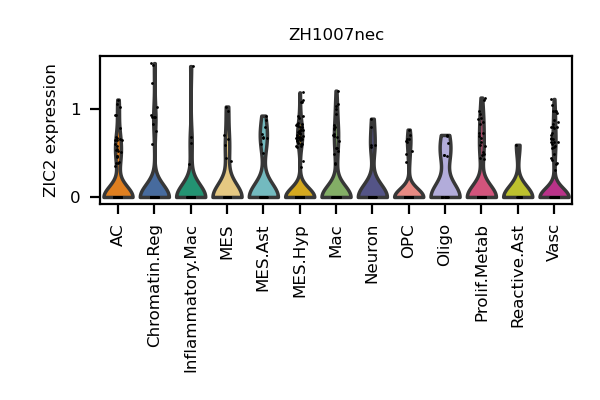 ZH1007nec
ZIC2 expression
1
0
AC
Chromatin.Reg
Inflammatory.Mac
MES
MES.Ast
MES.Hyp
Mac
Neuron
OPC
Oligo
Prolif.Metab
Reactive.Ast
Vasc